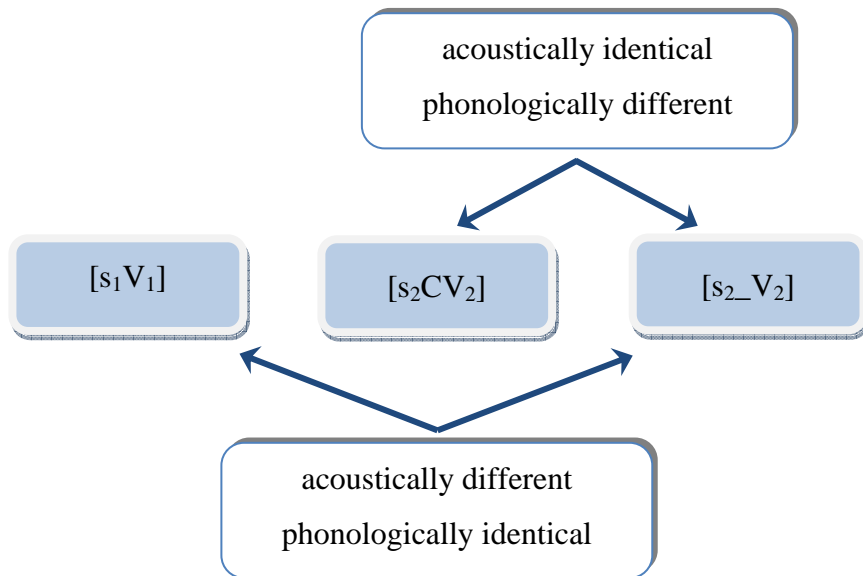 acoustically identical
phonologically different
[s₁V₁]
[s₂CV₂]
[s₂_V₂]
acoustically different
phonologically identical